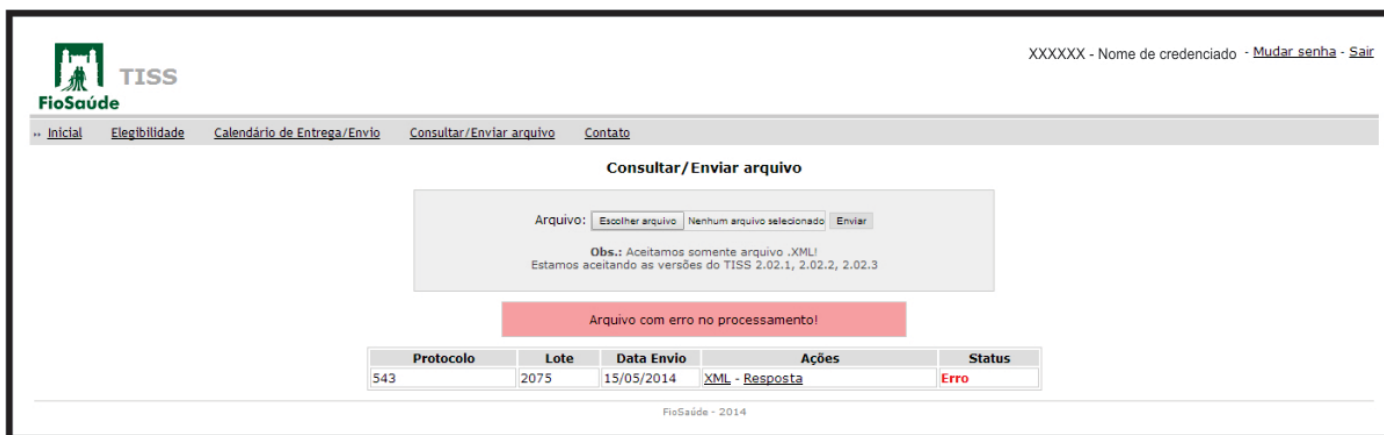 XXXXXX - Nome de credenciado - Mudar senha - Sair
TISS
FioSaúde
Inicial Elegibilidade Calendário de Entrega/Envio Consultar/Enviar arquivo Contato
Consultar/Enviar arquivo
Arquivo: Escolher arquivo Nenhum arquivo selecionado Enviar
Obs.: Aceitamos somente arquivo .XML!
Estamos aceitando as versões do TISS 2.02.1, 2.02.2, 2.02.3
Arquivo com erro no processamento!
Protocolo Lote Data Envio Ações Status
543 2075 15/05/2014 XML - Resposta Erro
FioSaúde - 2014